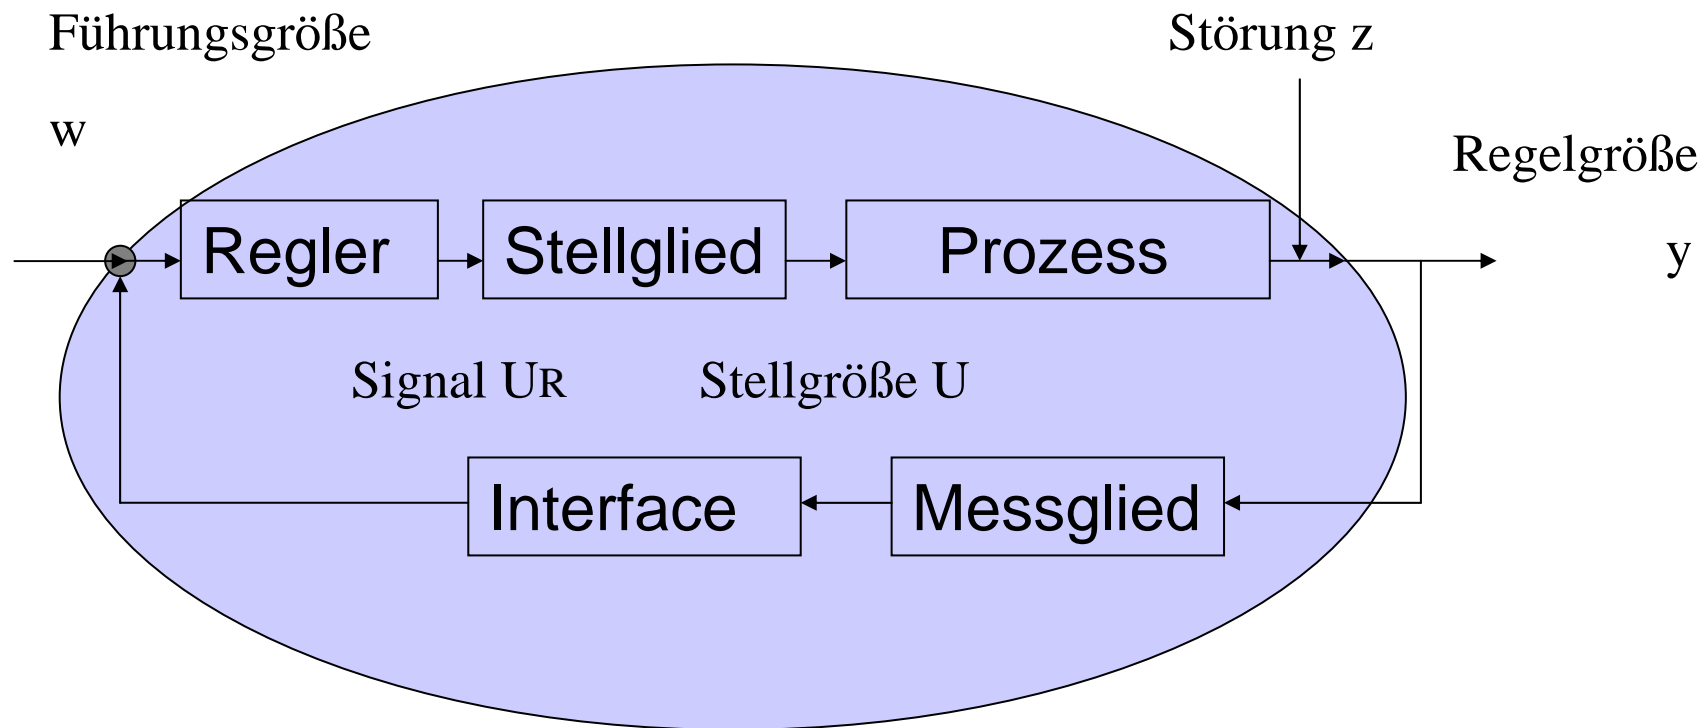 Führungsgröße
Störung z
w
Regelgröße
Regler
Stellglied
Prozess
y
Signal UR
Stellgröße U
Interface
Messglied